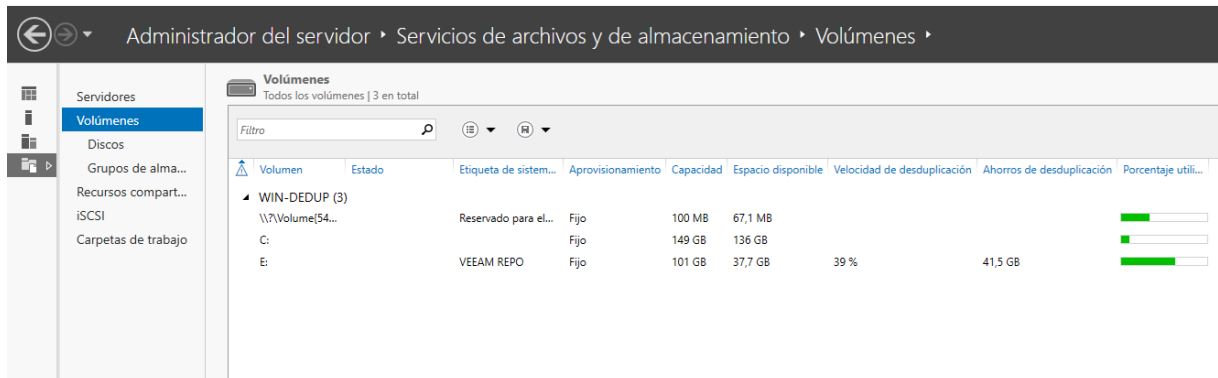 Administrador del servidor ‣ Servicios de archivos y de almacenamiento ‣ Volúmenes ‣
Servidores
Volúmenes
Discos
Grupos de alma...
Recursos compart...
iSCSI
Carpetas de trabajo
Volúmenes
Todos los volúmenes | 3 en total
Filtro
Volumen Estado Etiqueta de sistem... Aprovisionamiento Capacidad Espacio disponible Velocidad de desduplicación Ahorros de desduplicación Porcentaje utili...
WIN-DEDUP (3)
\\?\Volume{54... Reservado para el... Fijo 100 MB 67,1 MB
C: Fijo 149 GB 136 GB
E: VEEAM REPO Fijo 101 GB 37,7 GB 39 % 41,5 GB